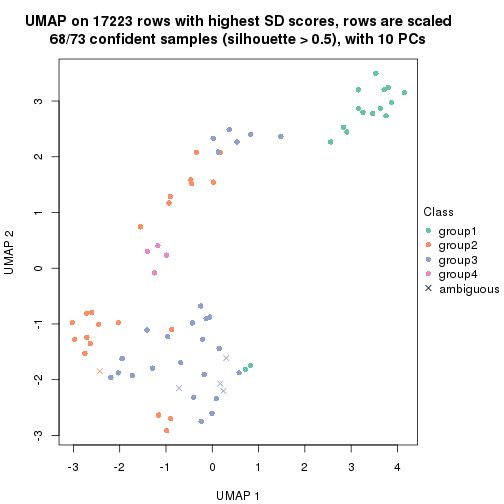 UMAP on 17223 rows with highest SD scores, rows are scaled
68/73 confident samples (silhouette > 0.5), with 10 PCs
UMAP 2
3
2
1
0
-1
-2
-3
-3
-2
-1
0
1
2
3
4
UMAP 1
Class
group1
group2
group3
group4
ambiguous